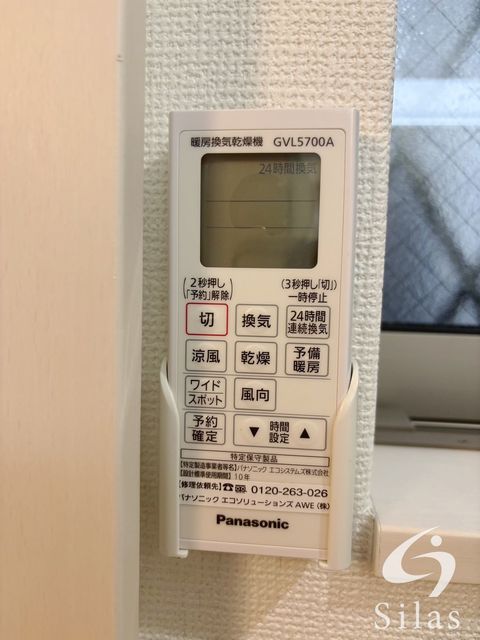 暖房換気乾燥機 GVL5700A
24時間換気
(2秒押し「予約」解除)
(3秒押し「切」)一時停止
切
換気
24時間連続換気
涼風
乾燥
予備暖房
ワイドスポット
風向
予約確定
▼ 時間設定 ▲
特定保守製品
【特定製造事業者等名】パナソニック エコシステムズ株式会社
【設計標準使用期間】10年
【修理依頼先】☎ 0120-263-026
パナソニック エコソリューションズ AWE (株)
Panasonic
Silas